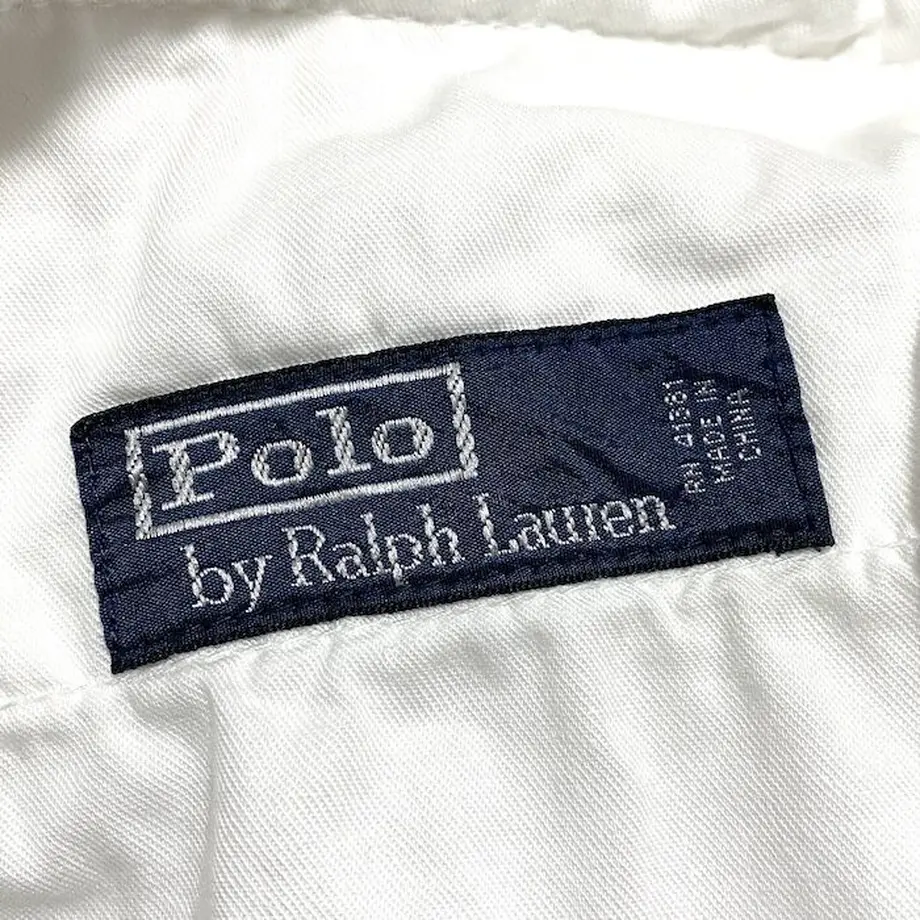 Polo
by Ralph Lauren
RN 41381
MADE IN
CHINA